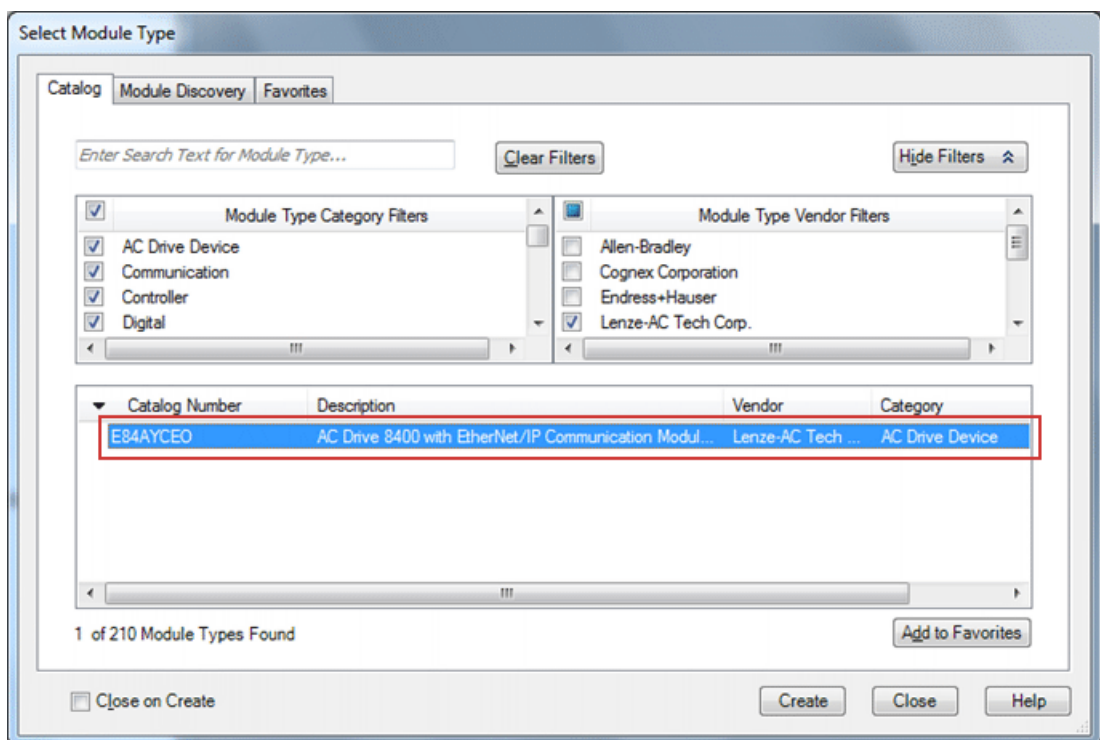 Select Module Type
Catalog Module Discovery Favorites
Enter Search Text for Module Type...
Clear Filters
Hide Filters
Module Type Category Filters
AC Drive Device
Communication
Controller
Digital
Module Type Vendor Filters
Allen-Bradley
Cognex Corporation
Endress+Hauser
Lenze-AC Tech Corp.
Catalog Number Description Vendor Category
E84AYCEO AC Drive 8400 with EtherNet/IP Communication Modul... Lenze-AC Tech ... AC Drive Device
1 of 210 Module Types Found
Add to Favorites
Close on Create
Create Close Help